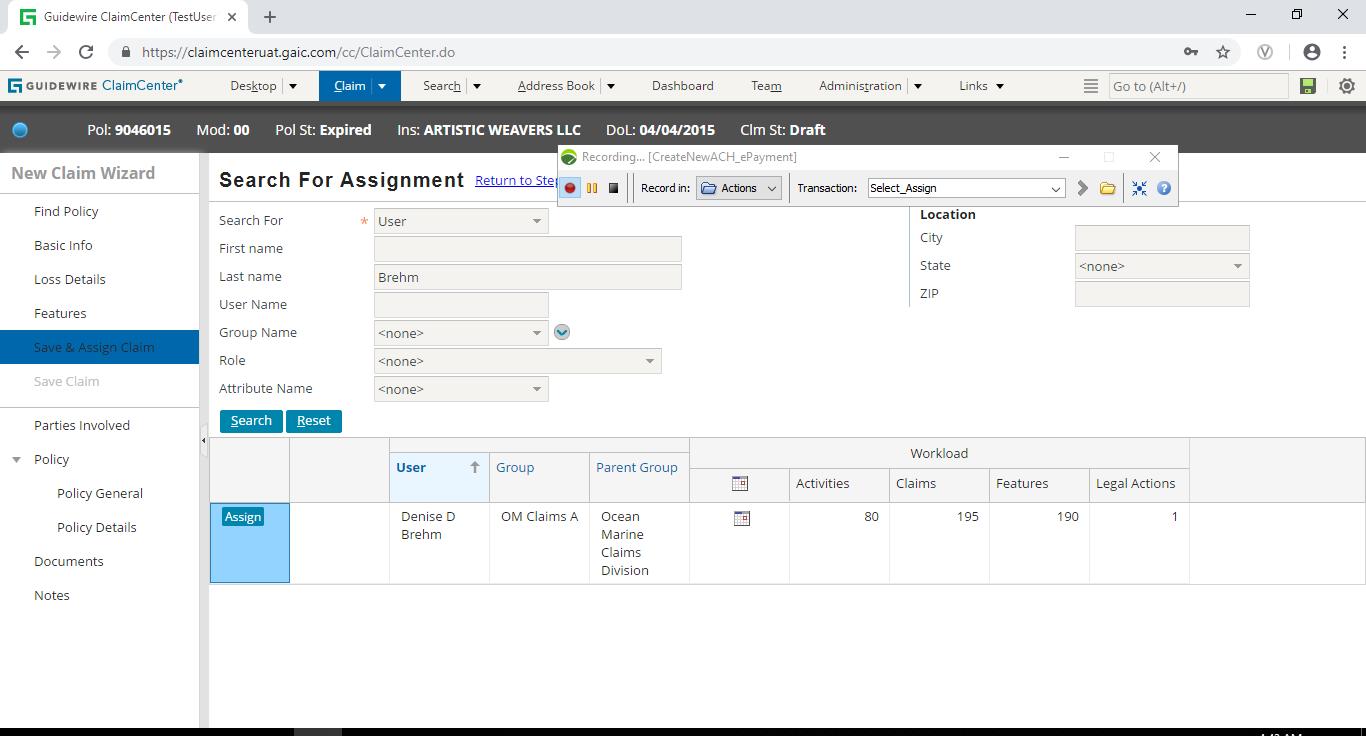 Guidewire ClaimCenter (TestUser
https://claimcenteruat.gaic.com/cc/ClaimCenter.do
GUIDEWIRE ClaimCenter®
Desktop
Claim
Search
Address Book
Dashboard
Team
Administration
Links
Go to (Alt+/)
Pol: 9046015
Mod: 00
Pol St: Expired
Ins: ARTISTIC WEAVERS LLC
DoL: 04/04/2015
Clm St: Draft
Recording... [CreateNewACH_ePayment]
Record in:
Actions
Transaction:
Select_Assign
New Claim Wizard
Find Policy
Basic Info
Loss Details
Features
Save & Assign Claim
Save Claim
Parties Involved
Policy
Policy General
Policy Details
Documents
Notes
Search For Assignment
Return to Step
Search For
* User
First name
Last name
Brehm
User Name
Group Name
<none>
Role
<none>
Attribute Name
<none>
Location
City
State
<none>
ZIP
Search
Reset
Workload
User
Group
Parent Group
Activities
Claims
Features
Legal Actions
Assign
Denise D
Brehm
OM Claims A
Ocean
Marine
Claims
Division
80
195
190
1